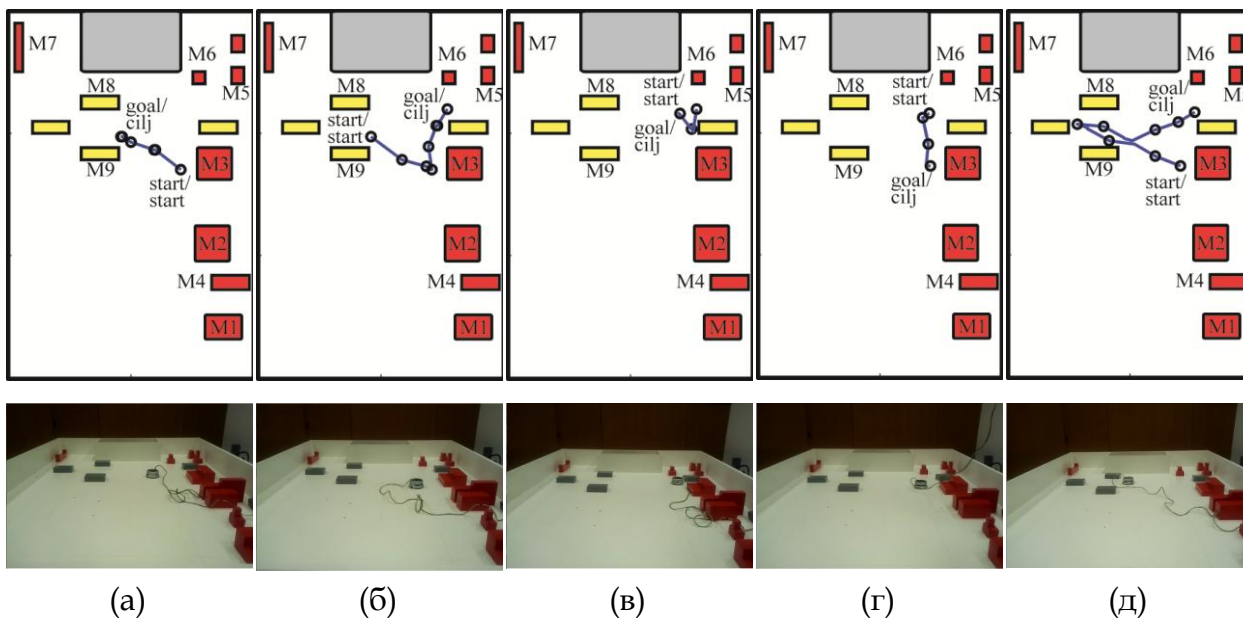 M7
M6
M8
M5
goal/
cilj
M3
M9
start/
start
M2
M4
M1
M7
M6
M8
M5
goal/
cilj
start/
start
M3
M9
M2
M4
M1
M7
M6
M8
start/
start
M5
goal/
cilj
M3
M9
M2
M4
M1
M7
M6
M8
start/
start
M5
M3
M9
goal/
cilj
M2
M4
M1
M7
M6
M8
goal/
cilj
M3
M9
start/
start
M2
M4
M1
(а)
(б)
(в)
(г)
(д)